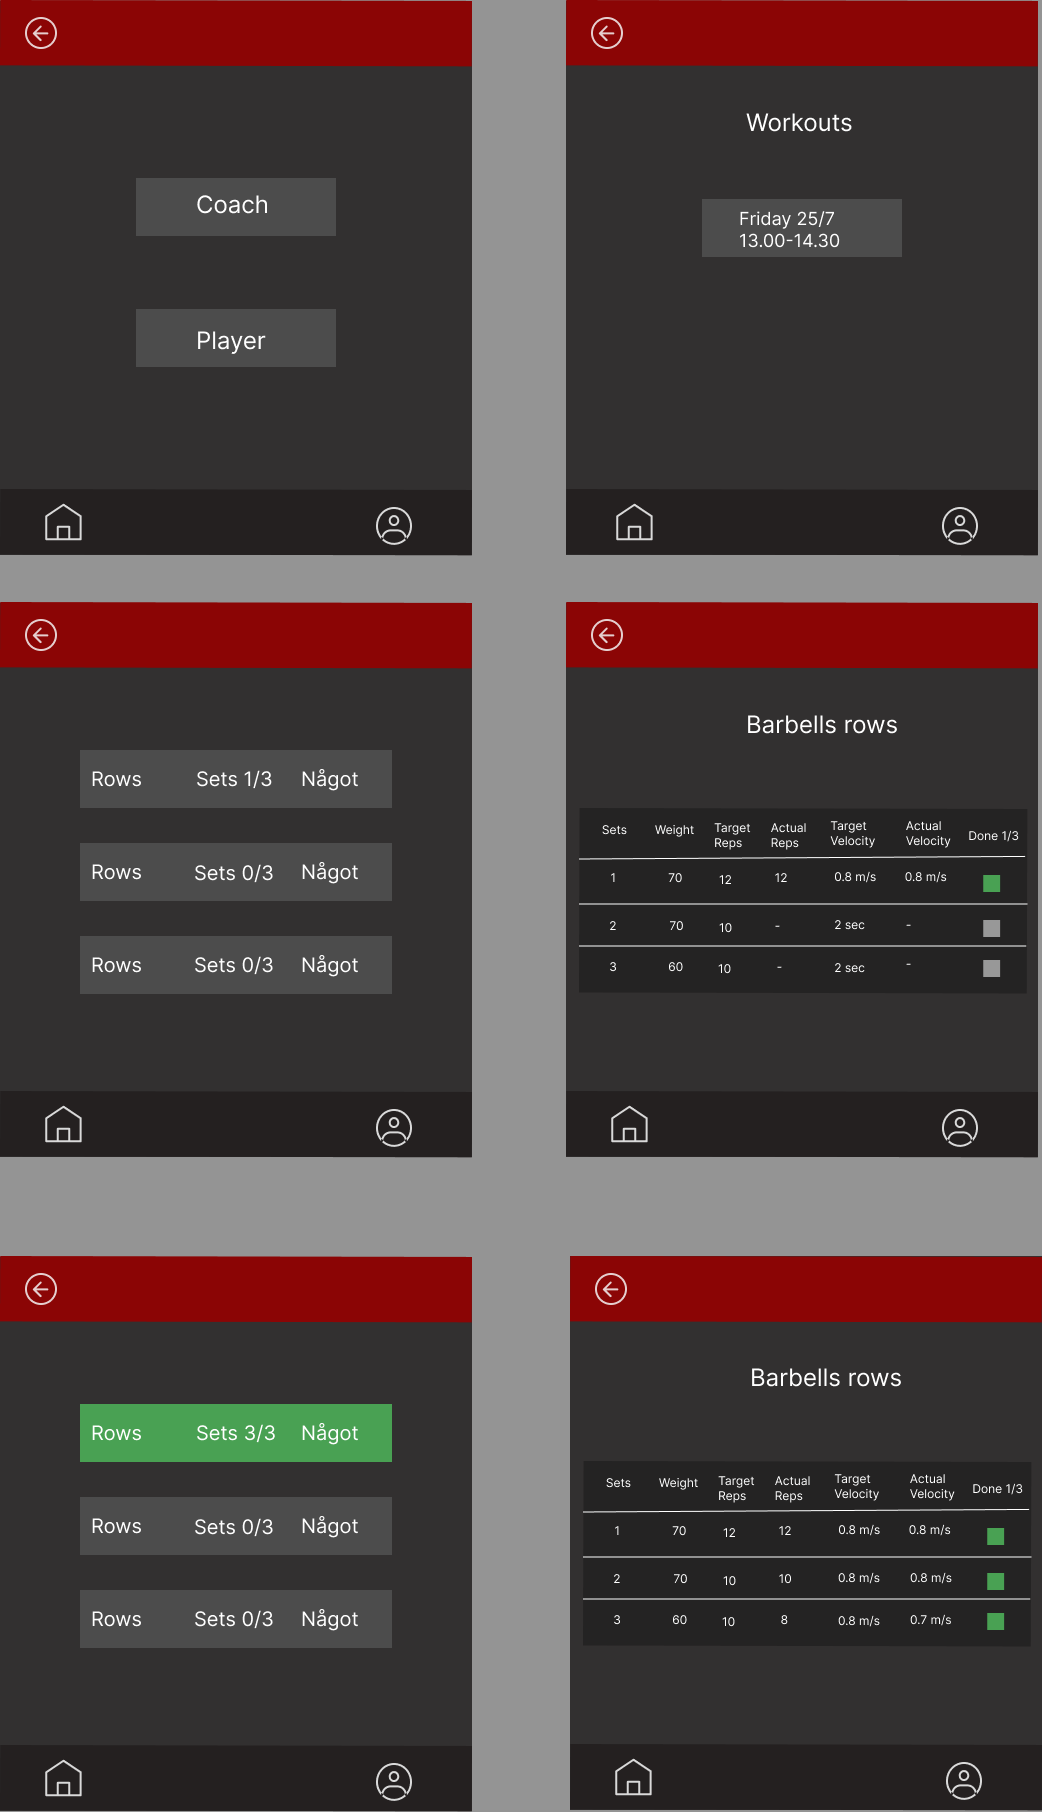 Coach
Player
Workouts
Friday 25/7
13.00-14.30
Rows Sets 1/3 Något
Rows Sets 0/3 Något
Rows Sets 0/3 Något
Barbells rows
Sets Weight Target Reps Actual Reps Target Velocity Actual Velocity Done 1/3
1 70 12 12 0.8 m/s 0.8 m/s
2 70 10 - 2 sec -
3 60 10 - 2 sec -
Rows Sets 3/3 Något
Rows Sets 0/3 Något
Rows Sets 0/3 Något
Barbells rows
Sets Weight Target Reps Actual Reps Target Velocity Actual Velocity Done 1/3
1 70 12 12 0.8 m/s 0.8 m/s
2 70 10 10 0.8 m/s 0.8 m/s
3 60 10 8 0.8 m/s 0.7 m/s